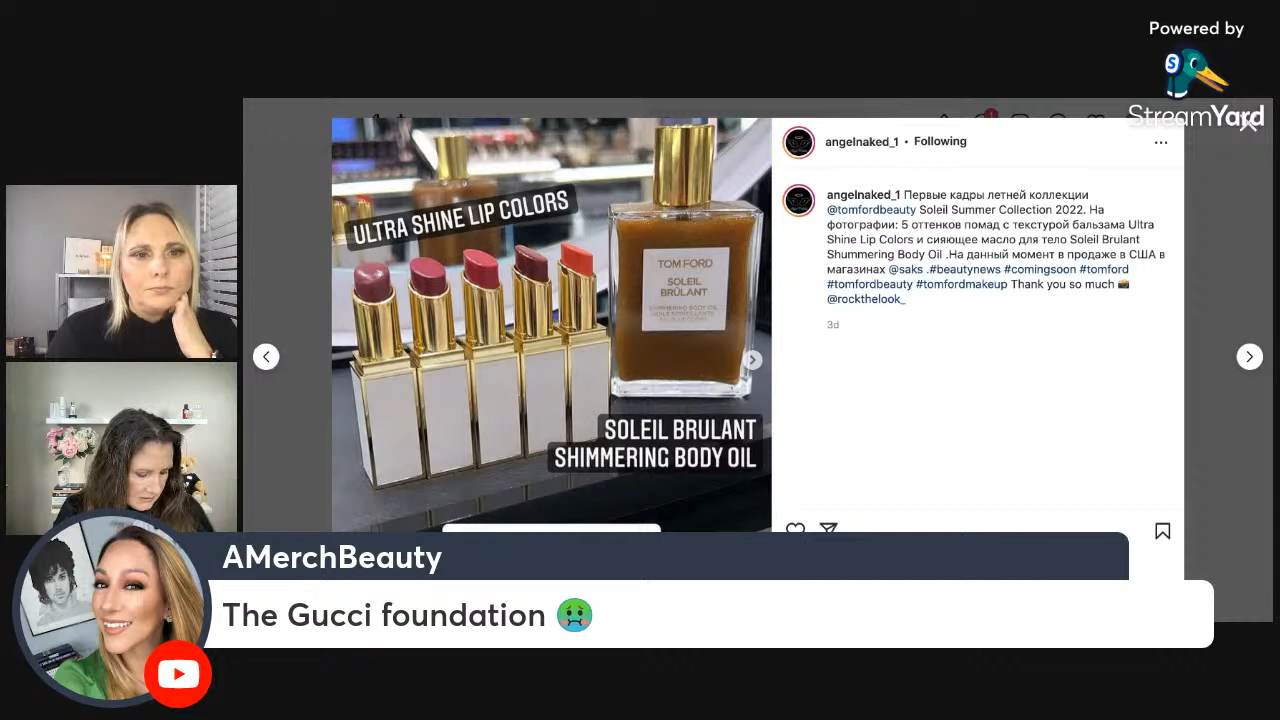 Powered by
StreamYard
angelnaked_1 • Following
angelnaked_1 Первые кадры летней коллекции
@tomfordbeauty Soleil Summer Collection 2022. На
фотографии: 5 оттенков помад с текстурой бальзама Ultra
Shine Lip Colors и сияющее масло для тело Soleil Brulant
Shummering Body Oil .На данный момент в продаже в США в
магазинах @saks .#beautynews #comingsoon #tomford
#tomfordbeauty #tomfordmakeup Thank you so much 📸
@rockthelook_
3d
ULTRA SHINE LIP COLORS
TOM FORD
SOLEIL
BRÛLANT
SHIMMERING BODY OIL
SOLEIL BRULANT
SHIMMERING BODY OIL
AMerchBeauty
The Gucci foundation 🤢